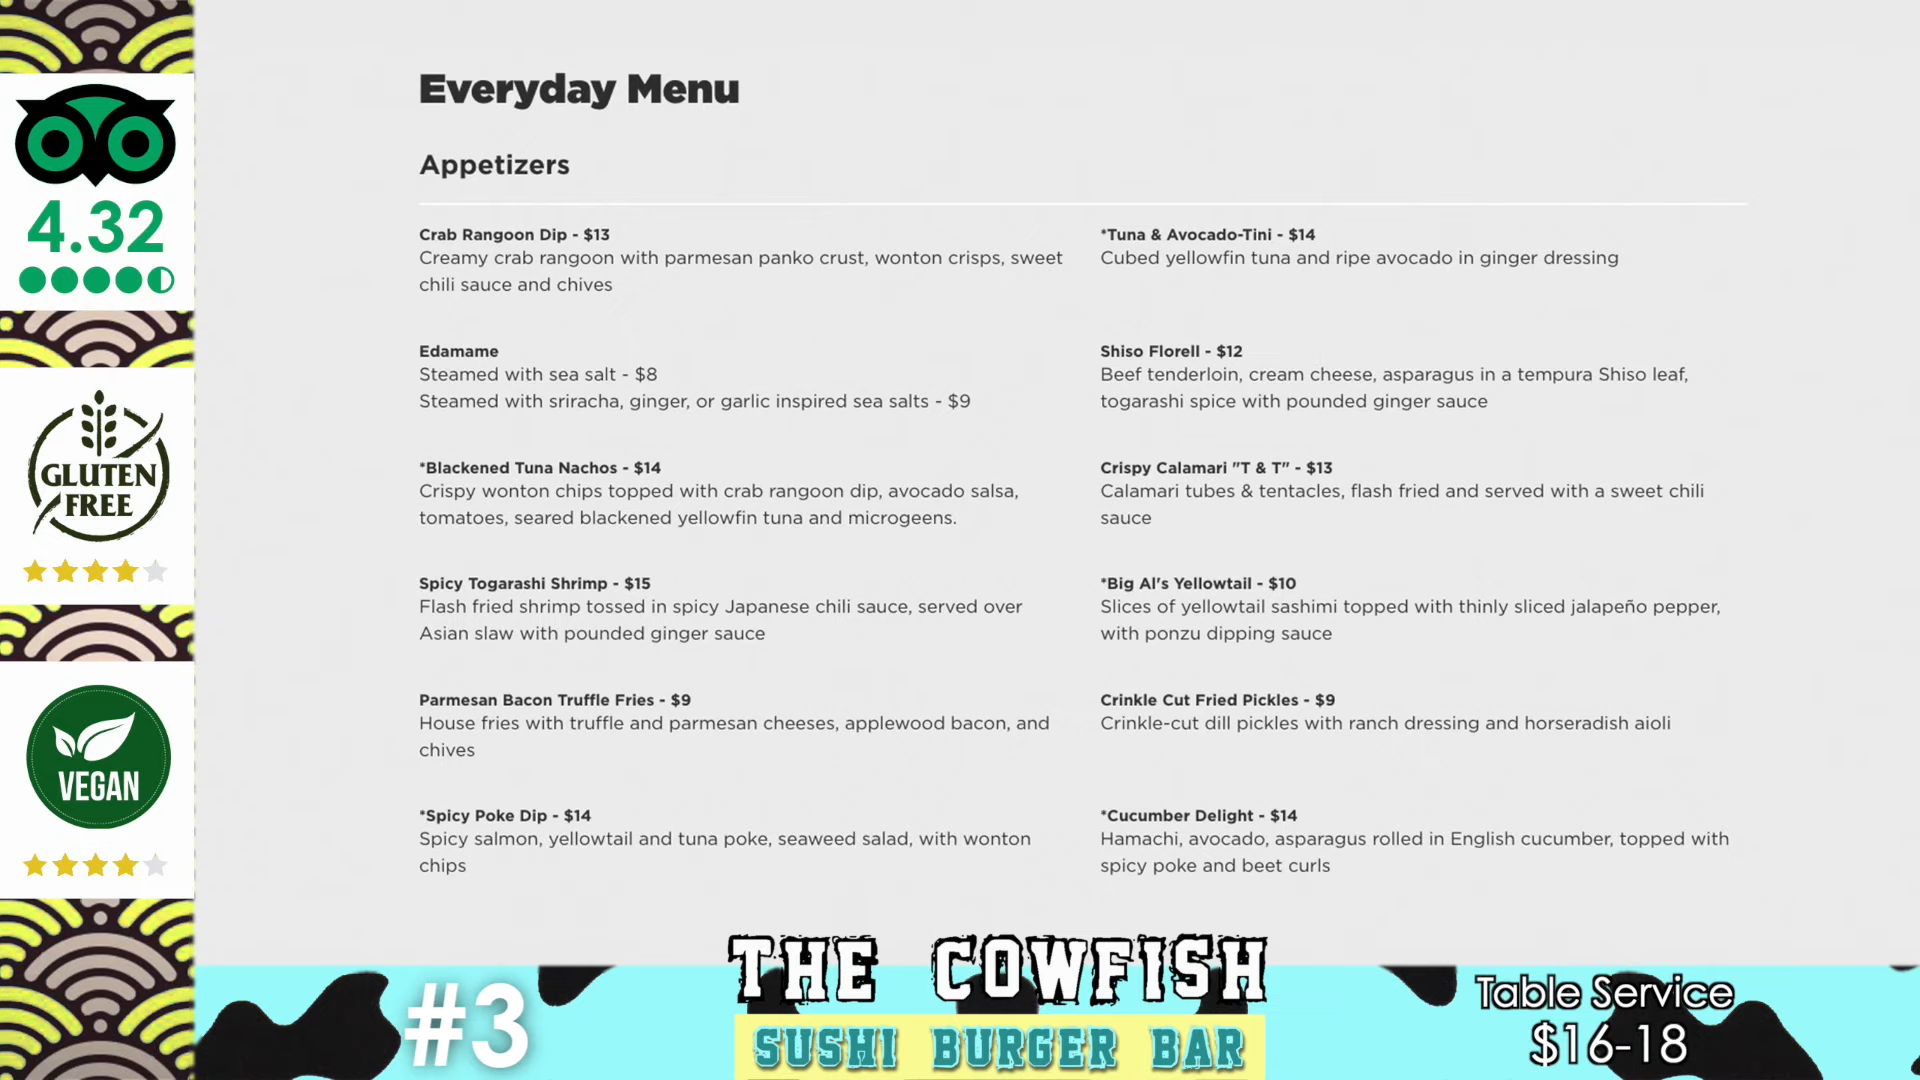 Everyday Menu
Appetizers
Crab Rangoon Dip - $13
Creamy crab rangoon with parmesan panko crust, wonton crisps, sweet
chili sauce and chives
*Tuna & Avocado-Tini - $14
Cubed yellowfin tuna and ripe avocado in ginger dressing
Edamame
Steamed with sea salt - $8
Steamed with sriracha, ginger, or garlic inspired sea salts - $9
Shiso Florell - $12
Beef tenderloin, cream cheese, asparagus in a tempura Shiso leaf,
togarashi spice with pounded ginger sauce
*Blackened Tuna Nachos - $14
Crispy wonton chips topped with crab rangoon dip, avocado salsa,
tomatoes, seared blackened yellowfin tuna and microgeens.
Crispy Calamari "T & T" - $13
Calamari tubes & tentacles, flash fried and served with a sweet chili
sauce
Spicy Togarashi Shrimp - $15
Flash fried shrimp tossed in spicy Japanese chili sauce, served over
Asian slaw with pounded ginger sauce
*Big Al's Yellowtail - $10
Slices of yellowtail sashimi topped with thinly sliced jalapeño pepper,
with ponzu dipping sauce
Parmesan Bacon Truffle Fries - $9
House fries with truffle and parmesan cheeses, applewood bacon, and
chives
Crinkle Cut Fried Pickles - $9
Crinkle-cut dill pickles with ranch dressing and horseradish aioli
*Spicy Poke Dip - $14
Spicy salmon, yellowtail and tuna poke, seaweed salad, with wonton
chips
*Cucumber Delight - $14
Hamachi, avocado, asparagus rolled in English cucumber, topped with
spicy poke and beet curls
4.32
GLUTEN
FREE
VEGAN
#3
THE COWFISH
SUSHI BURGER BAR
Table Service
$16-18